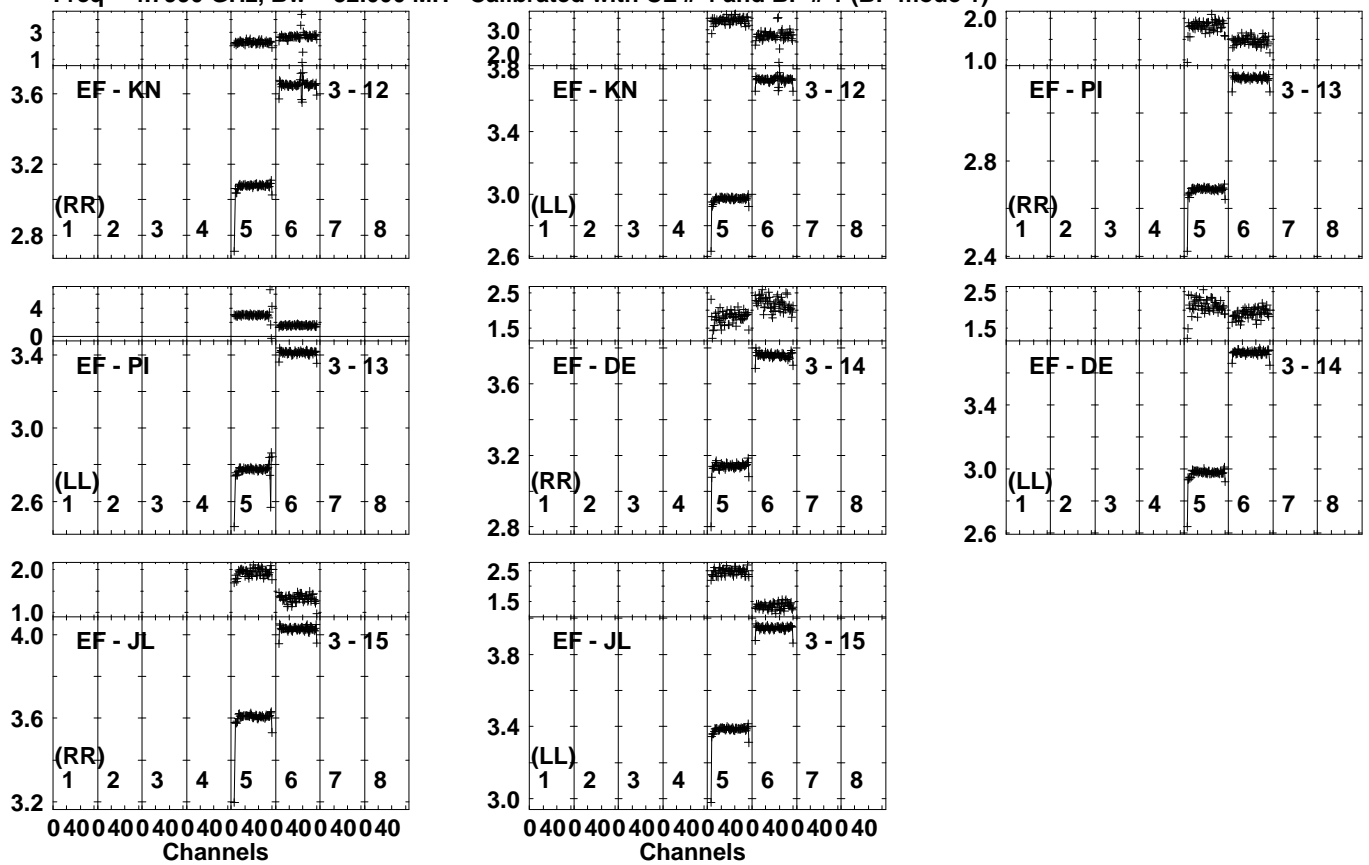 3 3.0 2.0
1 2.0 1.0
EF - KN 3 - 12 3.8 EF - KN 3 - 12 EF - PI 3 - 13
3.6 3.4
3.2 3.0 2.8
(RR) (LL) (RR)
1 2 3 4 5 6 7 8 1 2 3 4 5 6 7 8 1 2 3 4 5 6 7 8
2.8 2.6 2.4
4 2.5 2.5
0 1.5 1.5
3.4 EF - PI 3 - 13 EF - DE 3 - 14 EF - DE 3 - 14
3.6 3.4
3.0 3.2 3.0
(LL) (RR) (LL)
2.6 1 2 3 4 5 6 7 8 1 2 3 4 5 6 7 8 1 2 3 4 5 6 7 8
2.8 2.6
2.0 2.5
1.0 1.5
4.0 EF - JL 3 - 15 EF - JL 3 - 15
3.8
3.6 3.4
(RR) (LL)
1 2 3 4 5 6 7 8 1 2 3 4 5 6 7 8
3.2 3.0
0 40 0 40 0 40 0 40 0 40 0 40 0 40 0 40 0 40 0 40 0 40 0 40 0 40 0 40 0 40 0 40
Channels Channels